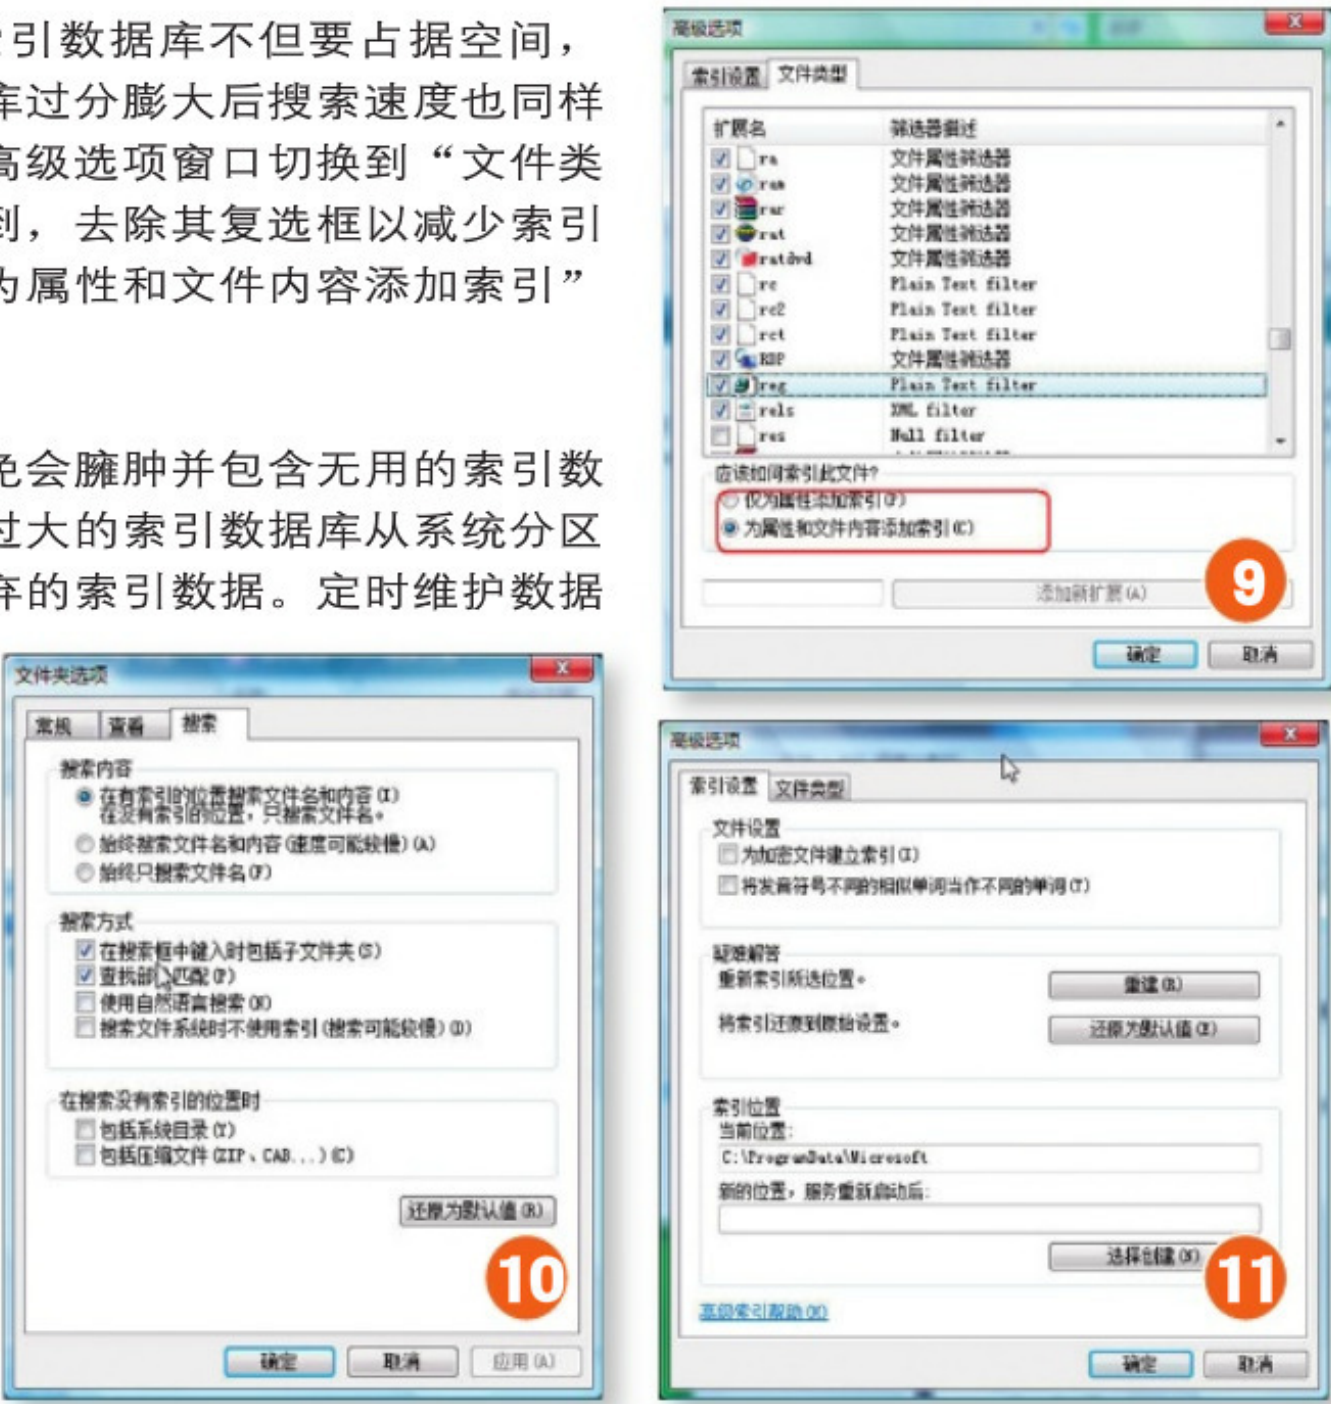 引数据库不但要占据空间，
库过分膨大后搜索速度也同样
高级选项窗口切换到“文件类
到，去除其复选框以减少索引
为属性和文件内容添加索引”
免会臃肿并包含无用的索引数
过大的索引数据库从系统分区
弃的索引数据。定时维护数据
高级选项
索引设置 文件类型
扩展名 筛选器描述
ra 文件属性筛选器
ram 文件属性筛选器
rar 文件属性筛选器
rat 文件属性筛选器
ratdvd 文件属性筛选器
rc Plain Text filter
rc2 Plain Text filter
rct Plain Text filter
RDP 文件属性筛选器
reg Plain Text filter
rels XML filter
res Null filter
应该如何索引此文件?
仅为属性添加索引(P)
为属性和文件内容添加索引(C)
添加新扩展(A)
9
确定 取消
文件夹选项
常规 查看 搜索
搜索内容
在有索引的位置搜索文件名和内容(I)
在没有索引的位置，只搜索文件名。
始终搜索文件名和内容(速度可能较慢)(A)
始终只搜索文件名(F)
搜索方式
在搜索框中键入时包括子文件夹(S)
查找部 匹配(P)
使用自然语言搜索(N)
搜索文件系统时不使用索引(搜索可能较慢)(D)
在搜索没有索引的位置时
包括系统目录(Y)
包括压缩文件(ZIP、CAB...)(C)
还原为默认值(R)
10
确定 取消 应用(A)
高级选项
索引设置 文件类型
文件设置
为加密文件建立索引(I)
将发音符号不同的相似单词当作不同的单词(T)
疑难解答
重新索引所选位置。 重建(R)
将索引还原到原始设置。 还原为默认值(E)
索引位置
当前位置:
C:\ProgramData\Microsoft
新的位置，服务重新启动后:
选择创建(N)
11
高级索引帮助(H)
确定 取消